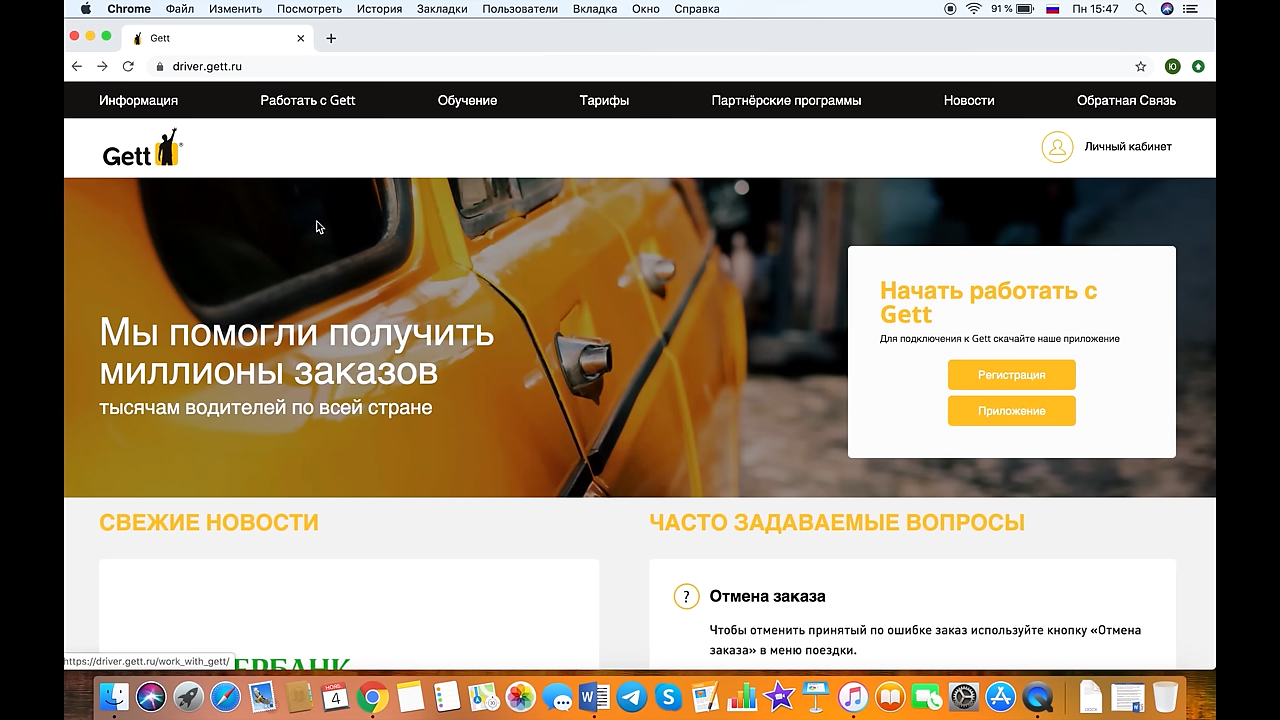 Chrome Файл Изменить Посмотреть История Закладки Пользователи Вкладка Окно Справка 91 % Пн 15:47
Gett
driver.gett.ru
Ю
Информация Работать с Gett Обучение Тарифы Партнёрские программы Новости Обратная Связь
Gett
Личный кабинет
Мы помогли получить
миллионы заказов
тысячам водителей по всей стране
Начать работать с
Gett
Для подключения к Gett скачайте наше приложение
Регистрация
Приложение
СВЕЖИЕ НОВОСТИ
ЧАСТО ЗАДАВАЕМЫЕ ВОПРОСЫ
? Отмена заказа
Чтобы отменить принятый по ошибке заказ используйте кнопку «Отмена
заказа» в меню поездки.
https://driver.gett.ru/work_with_gett/
ЕРБАНК
4